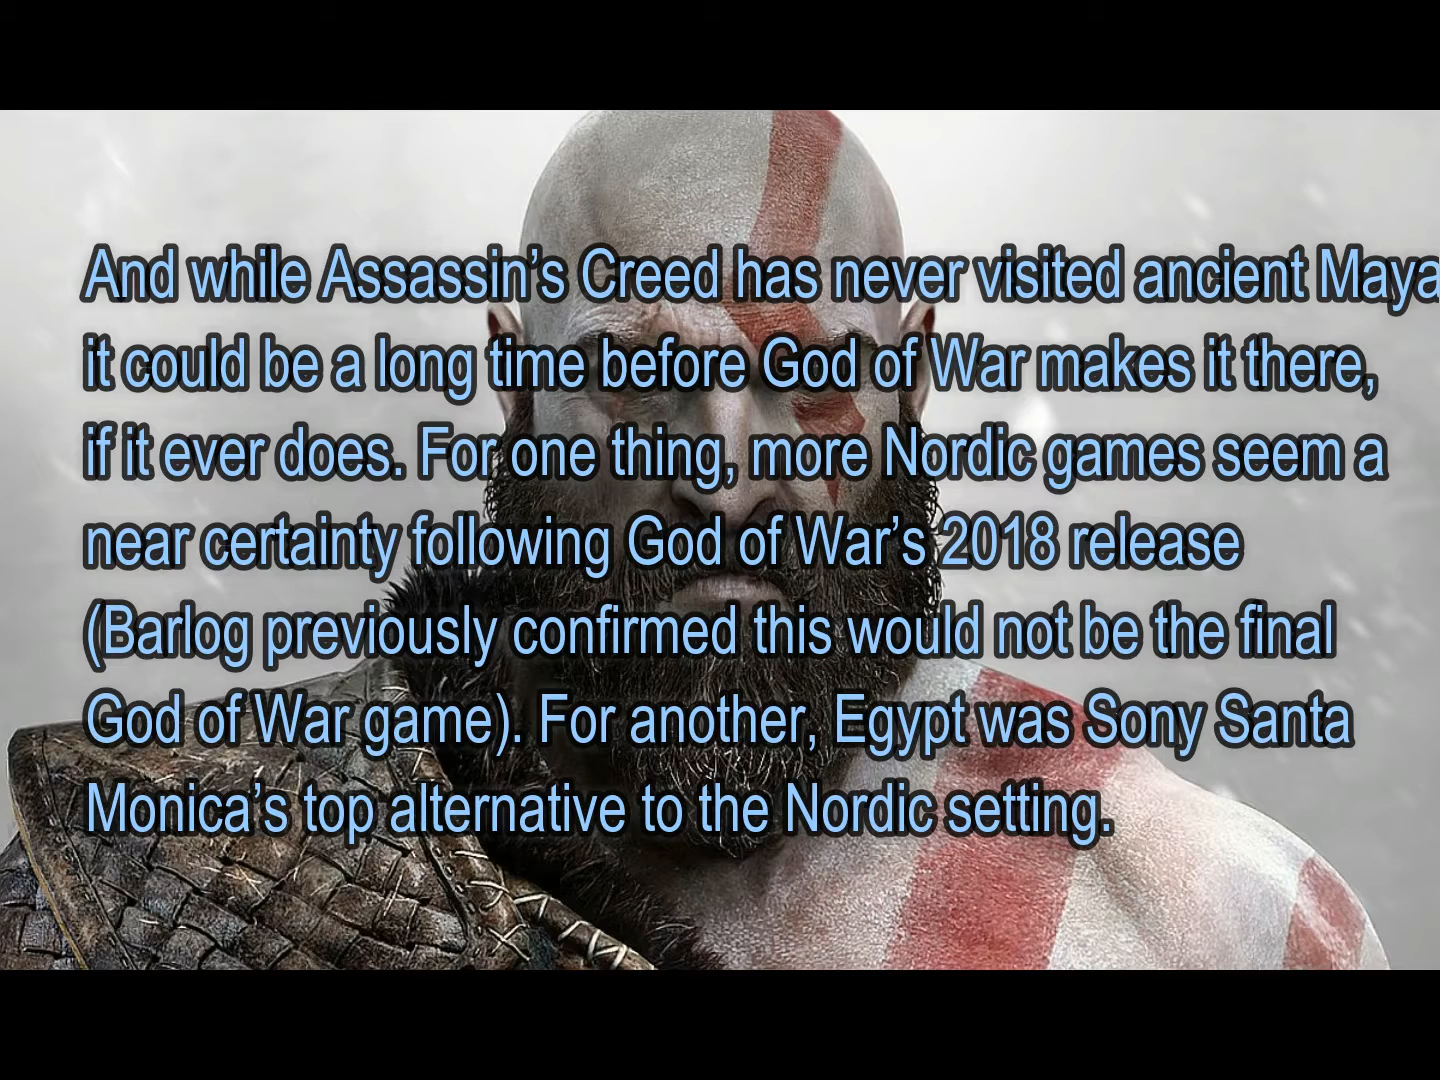 And while Assassin’s Creed has never visited ancient Maya
it could be a long time before God of War makes it there,
if it ever does. For one thing, more Nordic games seem a
near certainty following God of War’s 2018 release
(Barlog previously confirmed this would not be the final
God of War game). For another, Egypt was Sony Santa
Monica’s top alternative to the Nordic setting.